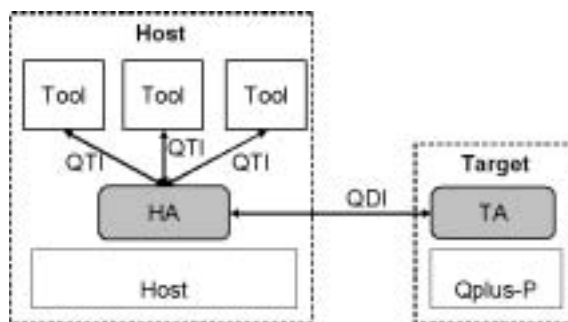 Host
Tool Tool Tool
QTI QTI QTI
Target
HA QDI TA
Host Qplus-P